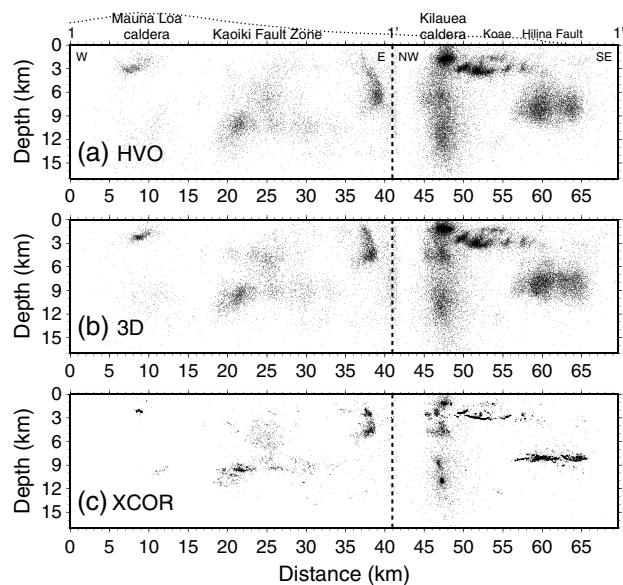 Mauna Loa caldera
Kaoiki Fault Zone
Kilauea caldera
Koae
Hilina Fault
1 1' 1'
W E NW SE
0
3
6
9
12
15
Depth (km)
(a) HVO
0 5 10 15 20 25 30 35 40 45 50 55 60 65
0
3
6
9
12
15
Depth (km)
(b) 3D
0 5 10 15 20 25 30 35 40 45 50 55 60 65
0
3
6
9
12
15
Depth (km)
(c) XCOR
0 5 10 15 20 25 30 35 40 45 50 55 60 65
Distance (km)